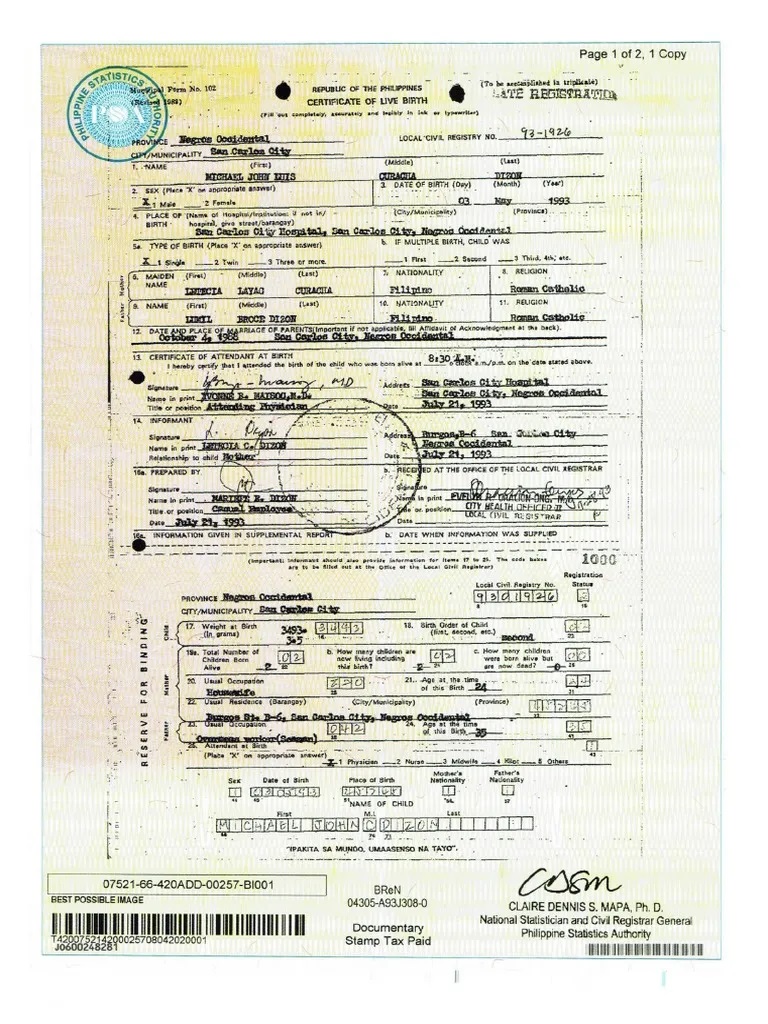 Page 1 of 2, 1 Copy
PHILIPPINE STATISTICS AUTHORITY
PSA
Municipal Form No. 102
(Revised 1983)
REPUBLIC OF THE PHILIPPINES
CERTIFICATE OF LIVE BIRTH
(Fill out completely, accurately and legibly in ink or typewriter)
(To be accomplished in triplicate)
LATE REGISTRATION
PROVINCE Negros Occidental
LOCAL CIVIL REGISTRY NO. 93-1926
CITY/MUNICIPALITY San Carlos City
1. NAME (First) (Middle) (Last)
MICHAEL JOHN LUIS CURACHA DIZON
2. SEX (Place 'X' on appropriate answer) 3. DATE OF BIRTH (Day) (Month) (Year)
X 1 Male 2 Female 03 May 1993
4. PLACE OF (Name of Hospital/Institution; if not in/ (City/Municipality) (Province)
BIRTH - hospital, give street/barangay)
San Carlos City Hospital, San Carlos City, Negros Occidental
5a. TYPE OF BIRTH (Place 'X' on appropriate answer) b. IF MULTIPLE BIRTH, CHILD WAS
X 1 Single 2 Twin 3 Three or more. 1 First 2 Second 3 Third, 4th, etc.
Mother
6. MAIDEN (First) (Middle) (Last) 7. NATIONALITY 8. RELIGION
NAME
LETECIA LAYAG CURACHA Filipino Roman Catholic
Father
9. NAME (First) (Middle) (Last) 10. NATIONALITY 11. RELIGION
BROCE DIZON Filipino Roman Catholic
12. DATE AND PLACE OF MARRIAGE OF PARENTS(Important if not applicable, fill Affidavit of Acknowledgment at the back).
October 4, 1988 San Carlos City, Negros Occidental
13. CERTIFICATE OF ATTENDANT AT BIRTH
I hereby certify that I attended the birth of the child who was born alive at 8:30 A.M. o'clock a.m./p.m. on the date stated above.
Signature Address San Carlos City Hospital
Name in print YVONNE B. M.D. San Carlos City, Negros Occidental
Title or position Attending Physician Date July 21, 1993
14. INFORMANT
Signature L. Dizon Address Burgos, B-6 San Carlos City
Name in print LETECIA C. DIZON Negros Occidental
Relationship to child Mother Date July 21, 1993
15a. PREPARED BY b. RECEIVED AT THE OFFICE OF THE LOCAL CIVIL REGISTRAR
Signature Signature
Name in print E. DIZON Name in print EVELYN
Title or position Casual Employee Title or position CITY HEALTH OFFICER II
Date July 21, 1993 Date LOCAL CIVIL REGISTRAR
16a. INFORMATION GIVEN IN SUPPLEMENTAL REPORT b. DATE WHEN INFORMATION WAS SUPPLIED
(Important: Informant should also provide information for items 17 to 25. The code boxes
are to be filled out at the Office of the Local Civil Registrar)
1000
Registration
Local Civil Registry No. Status
PROVINCE Negros Occidental 9301926
CITY/MUNICIPALITY San Carlos City
RESERVE FOR BINDING
Child
17. Weight at Birth 3493. 3493 18. Birth Order of Child
(In grams) (first, second, etc.) second
Mother
19a. Total Number of b. How many children are c. How many children
Children Born 02 now living including 02 were born alive but 00
Alive 2 this birth? 2 are now dead? 0
20. Usual Occupation 21. Age at the time
Housewife of this Birth 24
22. Usual Residence (Barangay) (City/Municipality) (Province)
Burgos St. B-6, San Carlos City, Negros Occidental
Father
23. Usual Occupation 24. Age at the time
Overseas worker(Seaman) of this Birth 35
25. Attendant at Birth
(Place "X" on appropriate answer) X 1 Physician 2 Nurse 3 Midwife 4 Hilot 5 Others
Sex Date of Birth Place of Birth Mother's Nationality Father's Nationality
1 030593 1 1
NAME OF CHILD
First M.I. Last
MICHAEL JOHN C DIZON
"IPAKITA SA MUNDO, UMAASENSO NA TAYO."
07521-66-420ADD-00257-BI001
BEST POSSIBLE IMAGE
T420075214200025708042020001
J0600248281
BReN
04305-A93J308-0
Documentary
Stamp Tax Paid
CLAIRE DENNIS S. MAPA, Ph. D.
National Statistician and Civil Registrar General
Philippine Statistics Authority